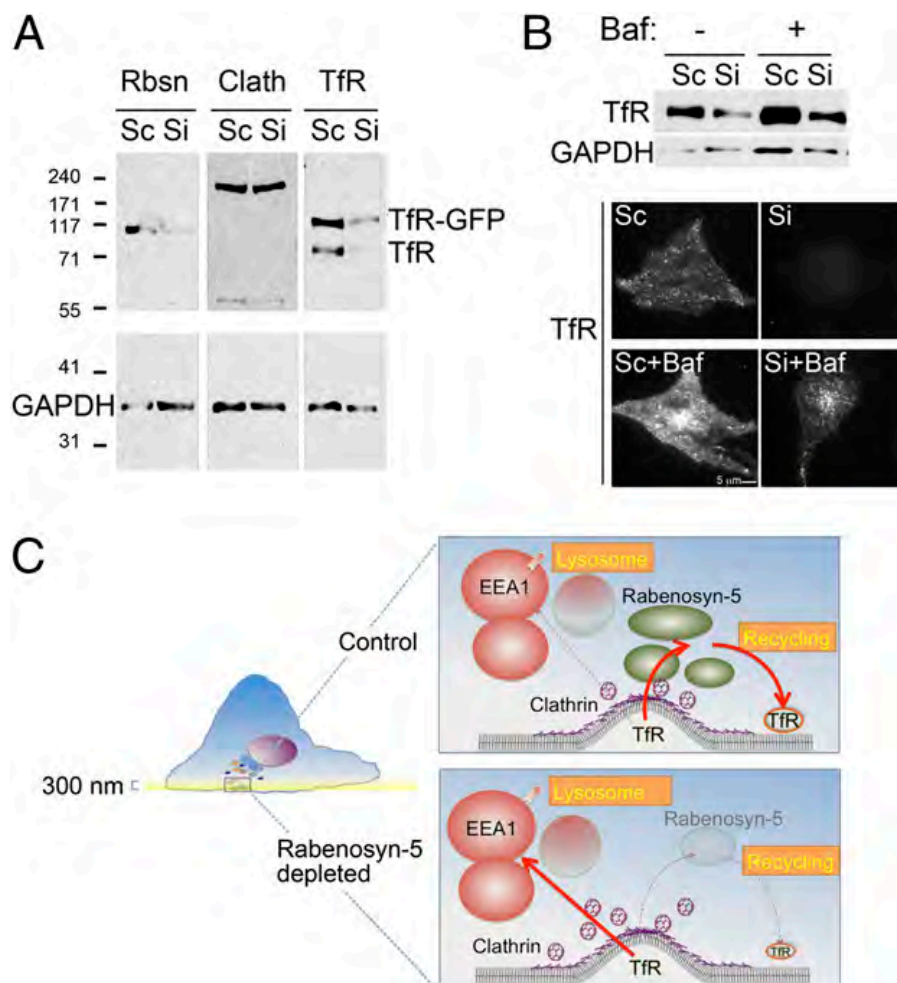 A
Rbsn Clath TfR
Sc Si Sc Si Sc Si
240
171
117
71
55
TfR-GFP
TfR
41
GAPDH
31
B
Baf: - +
Sc Si Sc Si
TfR
GAPDH
Sc Si
TfR
Sc+Baf Si+Baf
5 µm
C
Control
300 nm
Rabenosyn-5
depleted
Lysosome
EEA1
Rabenosyn-5
Recycling
Clathrin
TfR
TfR
Lysosome
EEA1
Rabenosyn-5
Recycling
Clathrin
TfR
TfR